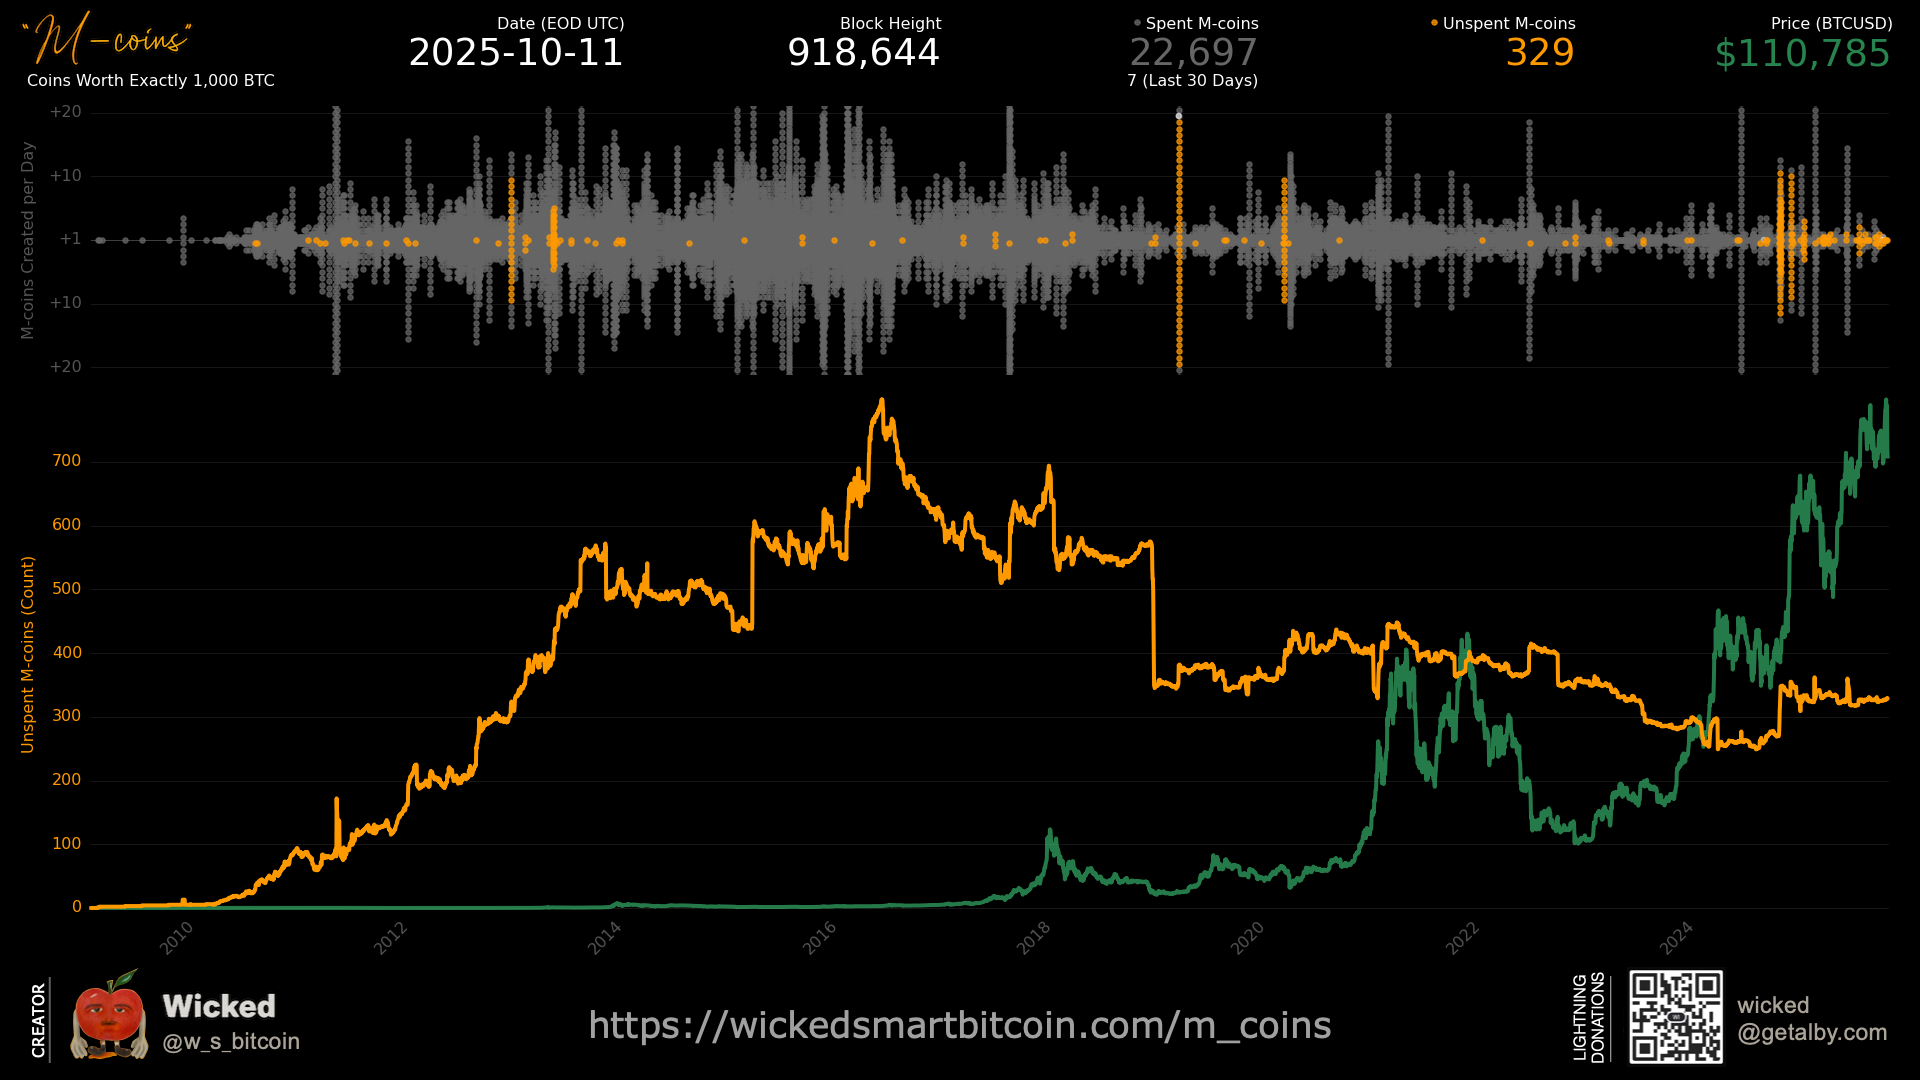 “M-coins”
Coins Worth Exactly 1,000 BTC
Date (EOD UTC)
2025-10-11
Block Height
918,644
Spent M-coins
22,697
7 (Last 30 Days)
Unspent M-coins
329
Price (BTCUSD)
$110,785
M-coins Created per Day
+20
+10
+1
+10
+20
Unspent M-coins (Count)
700
600
500
400
300
200
100
0
2010
2012
2014
2016
2018
2020
2022
2024
CREATOR
Wicked
@w_s_bitcoin
https://wickedsmartbitcoin.com/m_coins
LIGHTNING
DONATIONS
wicked
@getalby.com